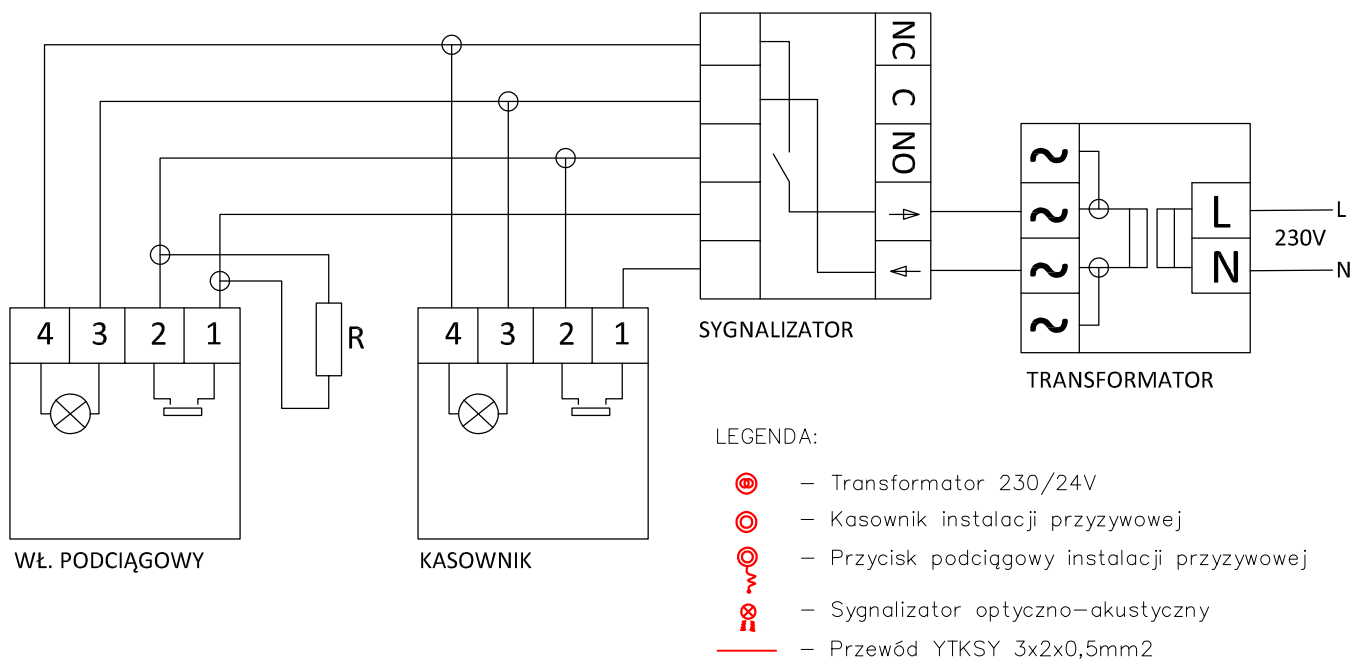 NC
C
NO
~
~
~
~
L
N
L
230V
N
4 3 2 1
R
4 3 2 1
SYGNALIZATOR
TRANSFORMATOR
WŁ. PODCIĄGOWY
KASOWNIK
LEGENDA:
– Transformator 230/24V
– Kasownik instalacji przyzywowej
– Przycisk podciągowy instalacji przyzywowej
– Sygnalizator optyczno–akustyczny
– Przewód YTKSY 3x2x0,5mm2